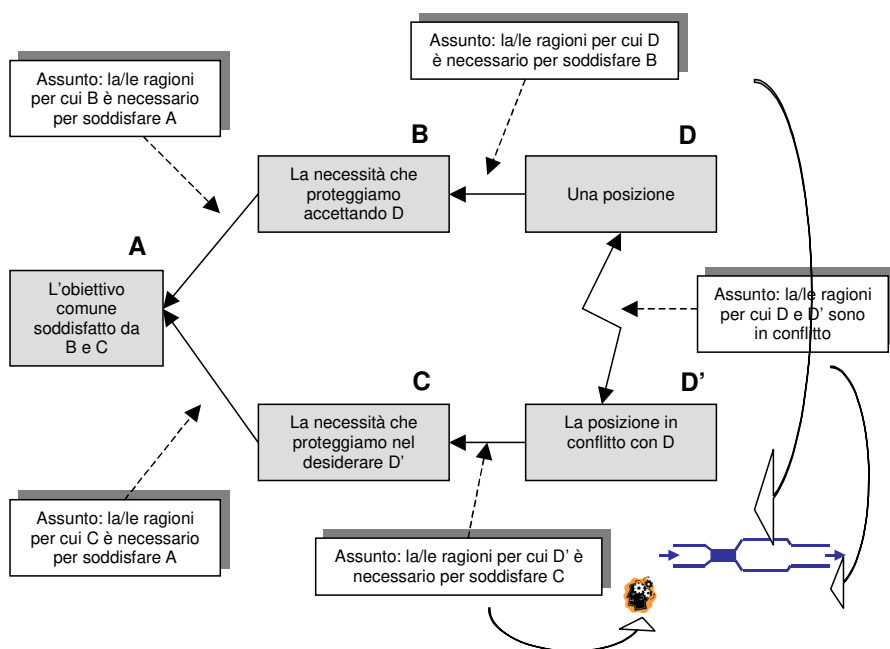 Assunto: la/le ragioni per cui D
è necessario per soddisfare B
Assunto: la/le ragioni
per cui B è necessario
per soddisfare A
B
D
La necessità che
proteggiamo
accettando D
Una posizione
A
L'obiettivo
comune
soddisfatto da
B e C
Assunto: la/le ragioni
per cui D e D' sono
in conflitto
C
D'
La necessità che
proteggiamo nel
desiderare D'
La posizione in
conflitto con D
Assunto: la/le ragioni
per cui C è necessario
per soddisfare A
Assunto: la/le ragioni per cui D' è
necessario per soddisfare C